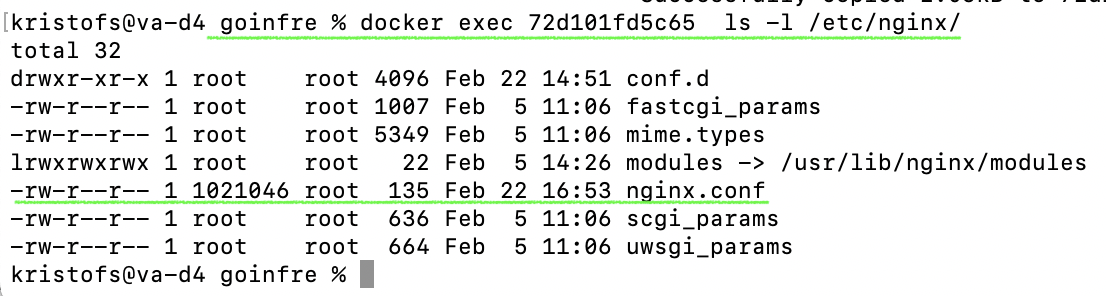 kristofs@va-d4 goinfre % docker exec 72d101fd5c65  ls -l /etc/nginx/
total 32
drwxr-xr-x 1 root    root 4096 Feb 22 14:51 conf.d
-rw-r--r-- 1 root    root 1007 Feb  5 11:06 fastcgi_params
-rw-r--r-- 1 root    root 5349 Feb  5 11:06 mime.types
lrwxrwxrwx 1 root    root   22 Feb  5 14:26 modules -> /usr/lib/nginx/modules
-rw-r--r-- 1 1021046 root  135 Feb 22 16:53 nginx.conf
-rw-r--r-- 1 root    root  636 Feb  5 11:06 scgi_params
-rw-r--r-- 1 root    root  664 Feb  5 11:06 uwsgi_params
kristofs@va-d4 goinfre %